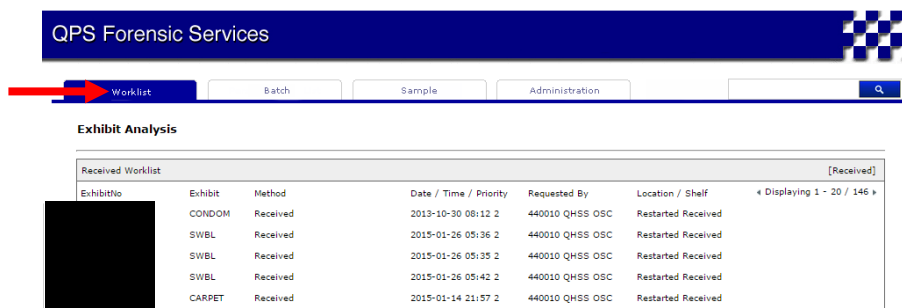 QPS Forensic Services
Worklist Batch Sample Administration
Exhibit Analysis
Received Worklist [Received]
ExhibitNo Exhibit Method Date / Time / Priority Requested By Location / Shelf Displaying 1 - 20 / 146
CONDOM Received 2013-10-30 08:12 2 440010 QHSS OSC Restarted Received
SWBL Received 2015-01-26 05:36 2 440010 QHSS OSC Restarted Received
SWBL Received 2015-01-26 05:35 2 440010 QHSS OSC Restarted Received
SWBL Received 2015-01-26 05:42 2 440010 QHSS OSC Restarted Received
CARPET Received 2015-01-14 21:57 2 440010 QHSS OSC Restarted Received